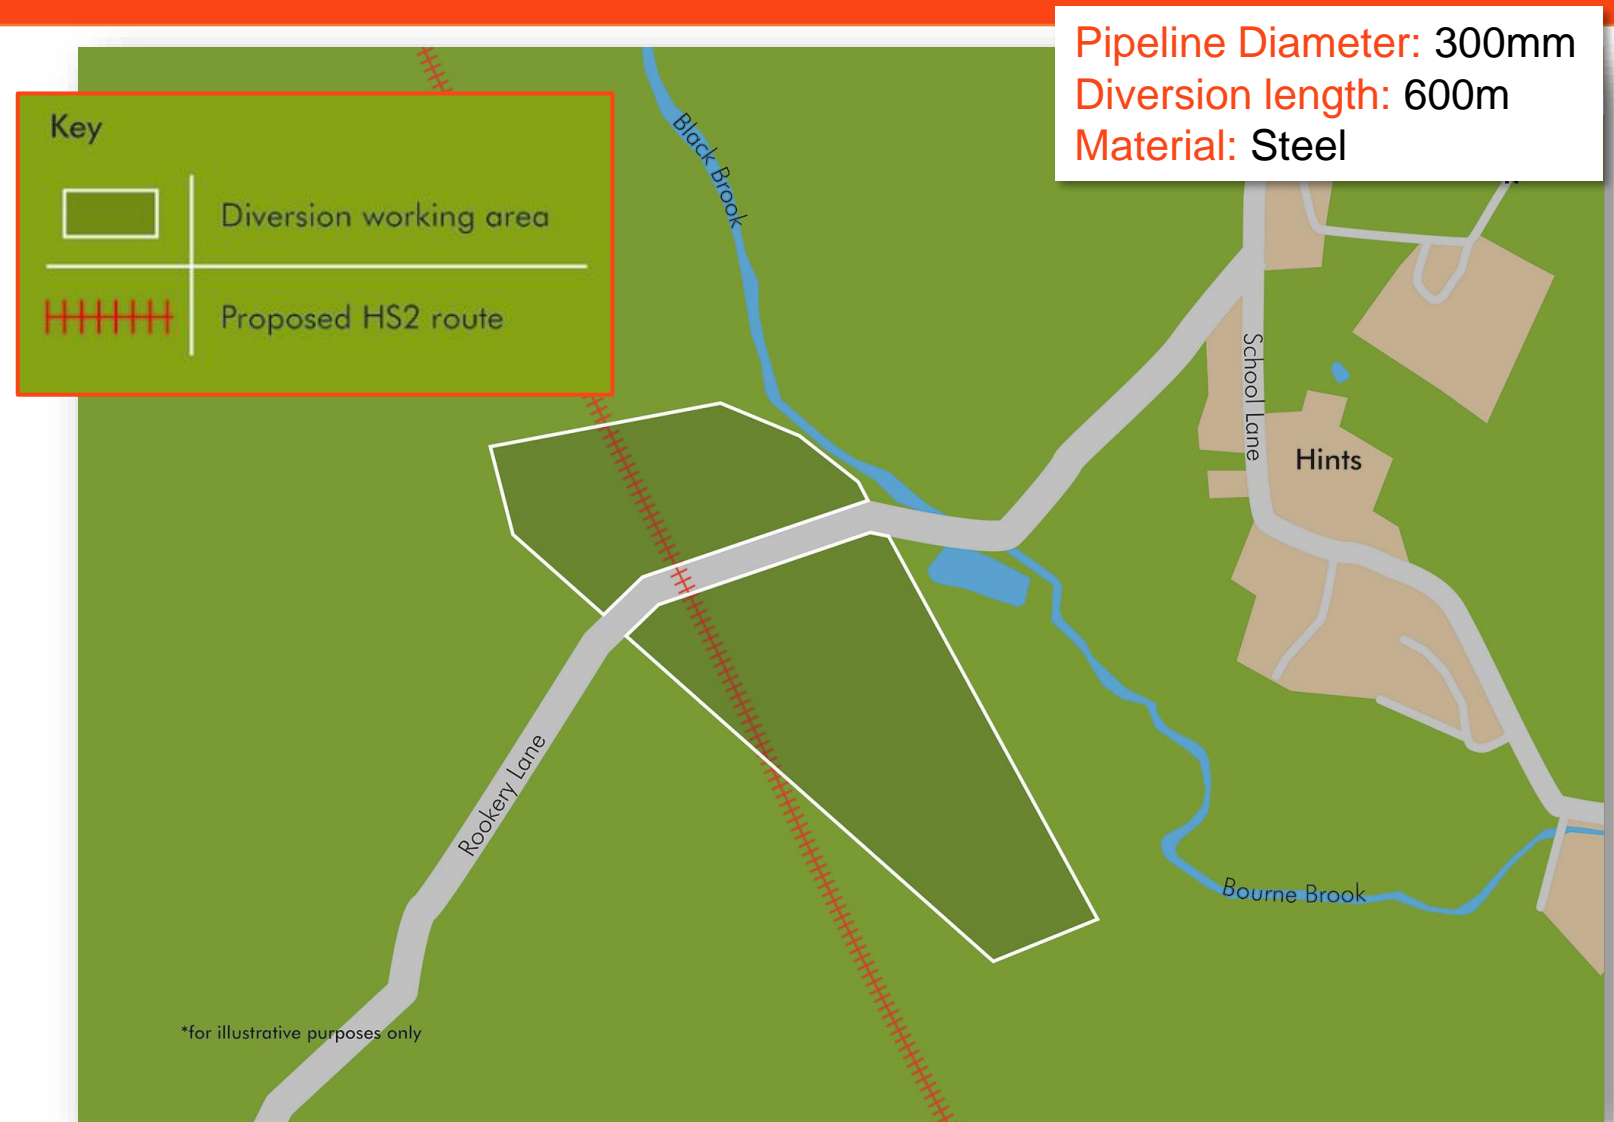 Pipeline Diameter: 300mm
Diversion length: 600m
Material: Steel
Key
Diversion working area
Proposed HS2 route
Black Brook
School Lane
Hints
Rookery Lane
Bourne Brook
*for illustrative purposes only